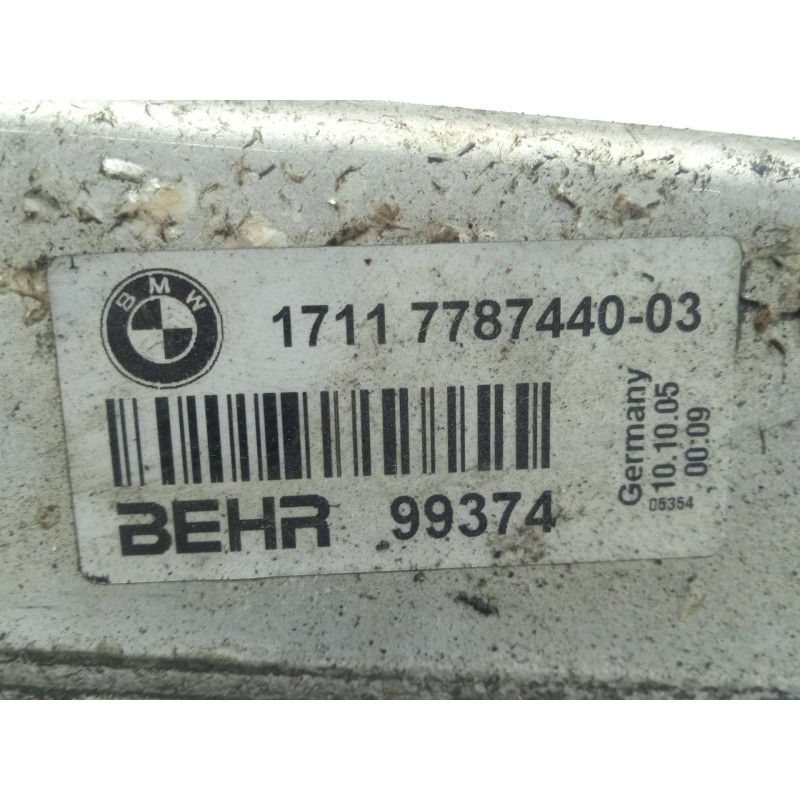 BMW
1711 7787440-03
BEHR 99374
Germany
10.10.05
00:09
05354